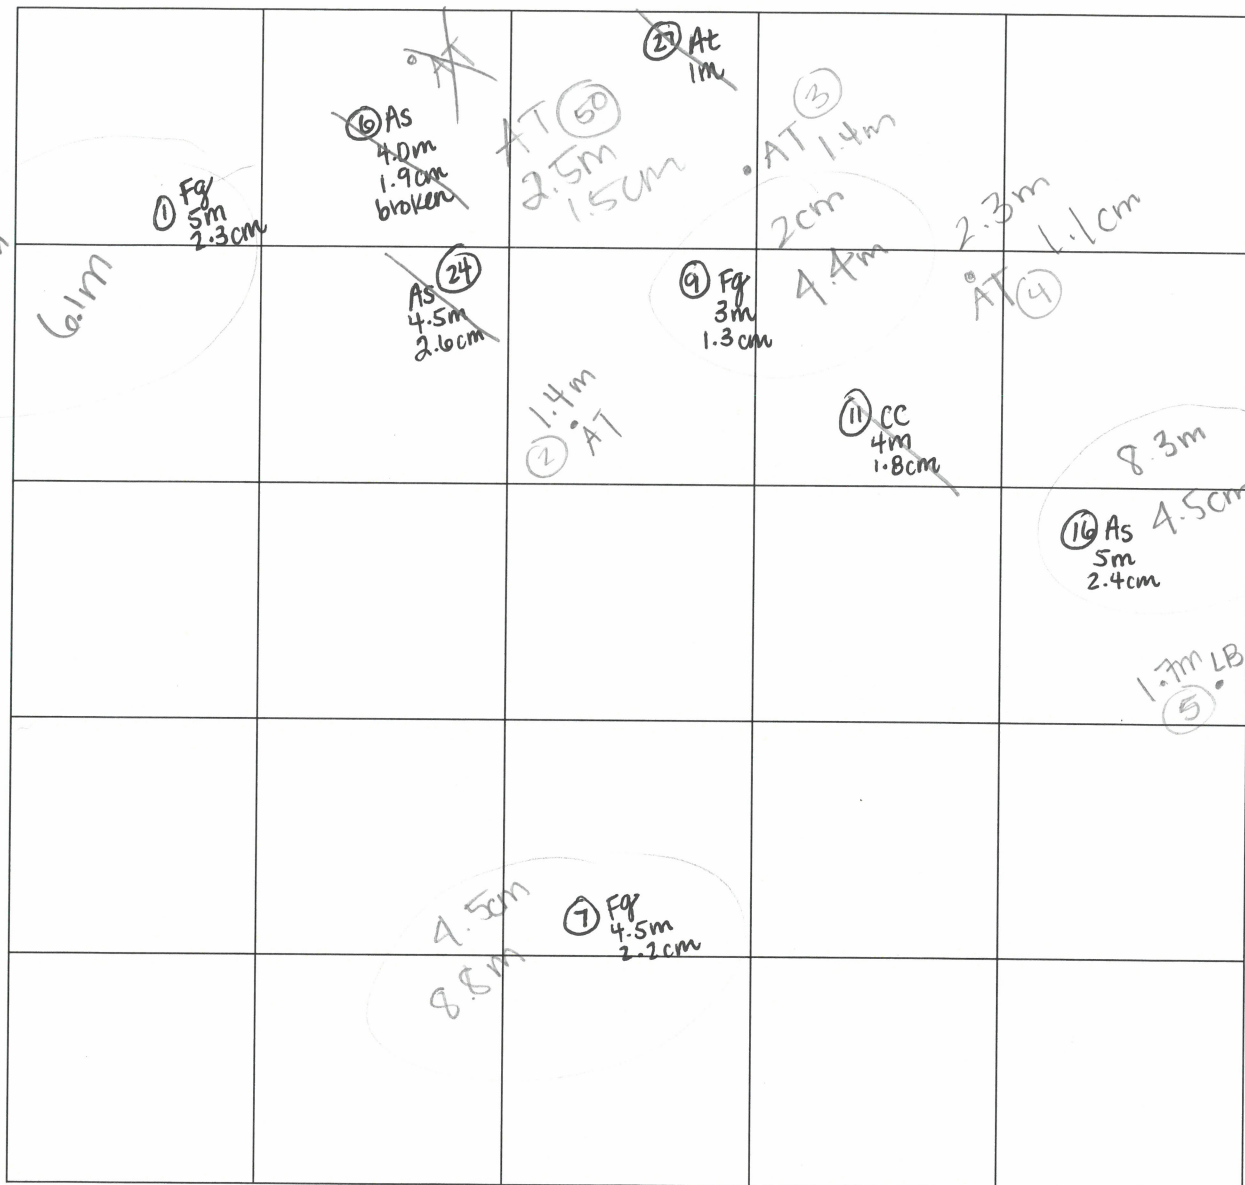 AT
27 At
1m
6 As
4.0m
1.9cm
broken
AT 50
2.5m
1.5cm
AT 3
1.4m
1 Fg
5m
2.3cm
6.1m
As 24
4.5m
2.6cm
2cm
4.4m
9 Fg
3m
1.3cm
2.3m
1.1cm
AT 4
1.4m
2 AT
11 CC
4m
1.8cm
8.3m
4.5cm
16 As
5m
2.4cm
1.7m LB
5
4.5cm
8.8m
7 Fg
4.5m
2.2cm